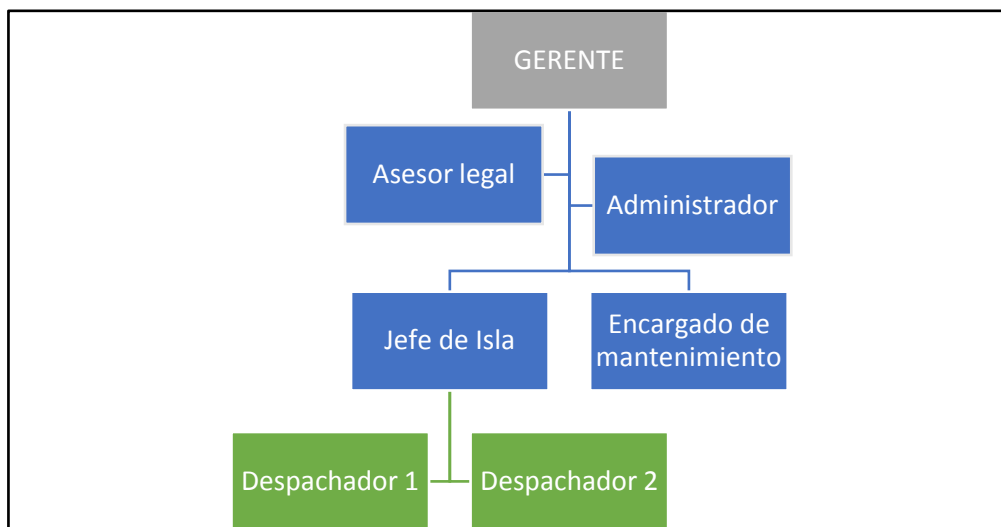 GERENTE
Asesor legal
Administrador
Jefe de Isla
Encargado de
mantenimiento
Despachador 1
Despachador 2